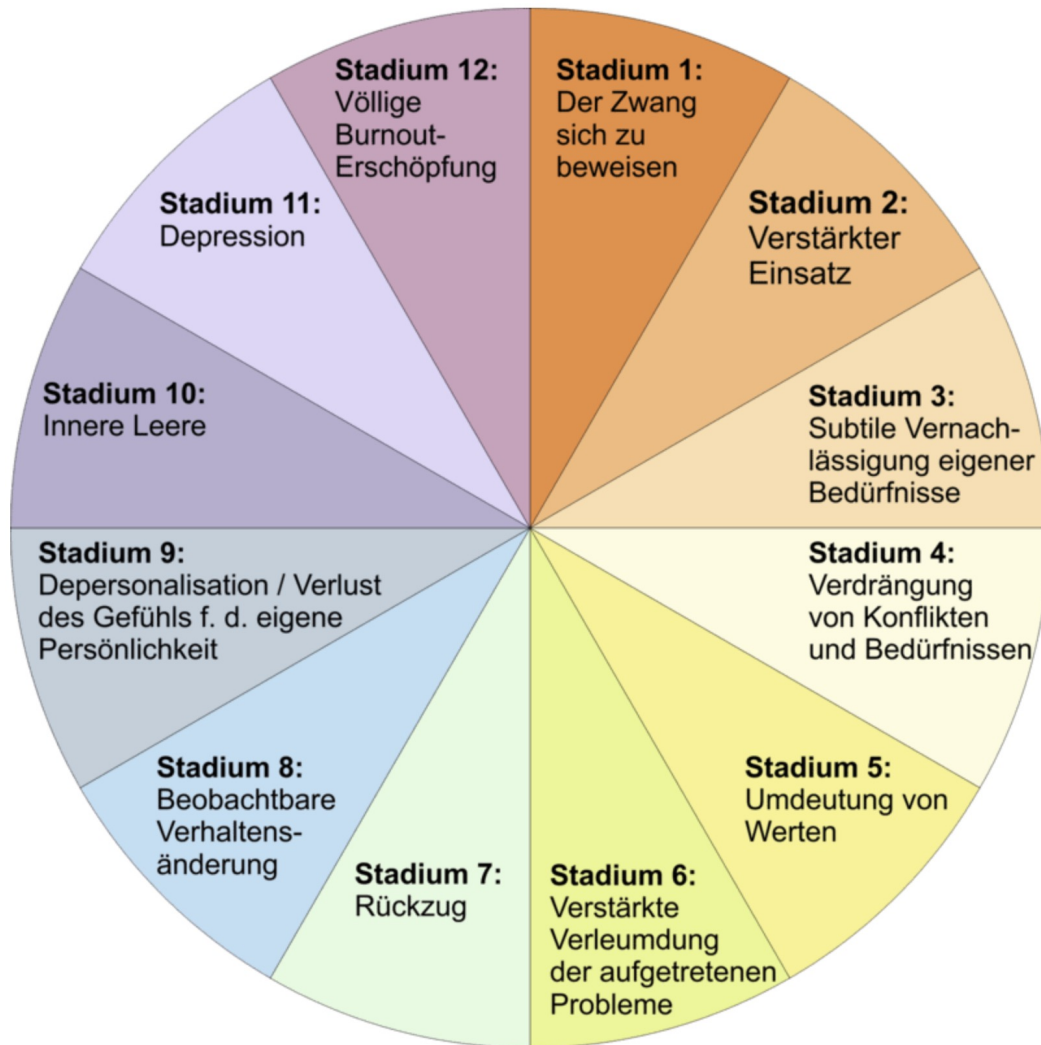 Stadium 1:
Der Zwang
sich zu
beweisen
Stadium 2:
Verstärkter
Einsatz
Stadium 3:
Subtile Vernach-
lässigung eigener
Bedürfnisse
Stadium 4:
Verdrängung
von Konflikten
und Bedürfnissen
Stadium 5:
Umdeutung von
Werten
Stadium 6:
Verstärkte
Verleumdung
der aufgetretenen
Probleme
Stadium 7:
Rückzug
Stadium 8:
Beobachtbare
Verhaltens-
änderung
Stadium 9:
Depersonalisation / Verlust
des Gefühls f. d. eigene
Persönlichkeit
Stadium 10:
Innere Leere
Stadium 11:
Depression
Stadium 12:
Völlige
Burnout-
Erschöpfung